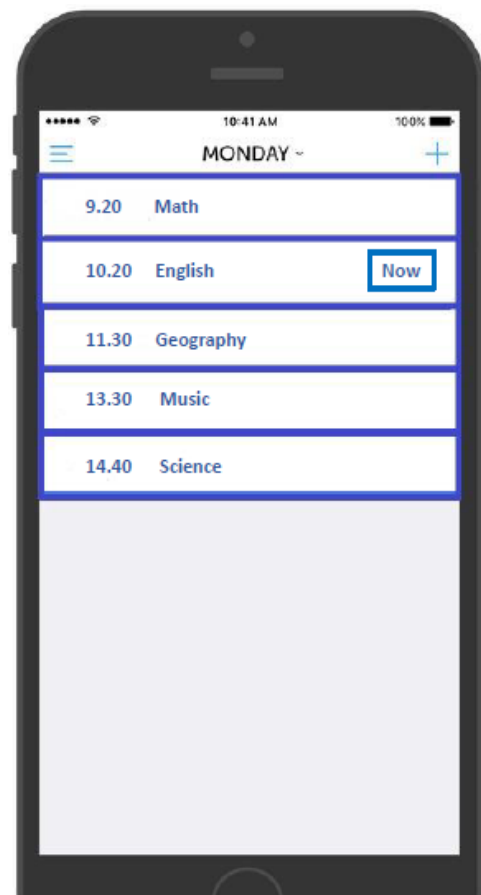 10:41 AM 100%
MONDAY
9.20 Math
10.20 English Now
11.30 Geography
13.30 Music
14.40 Science